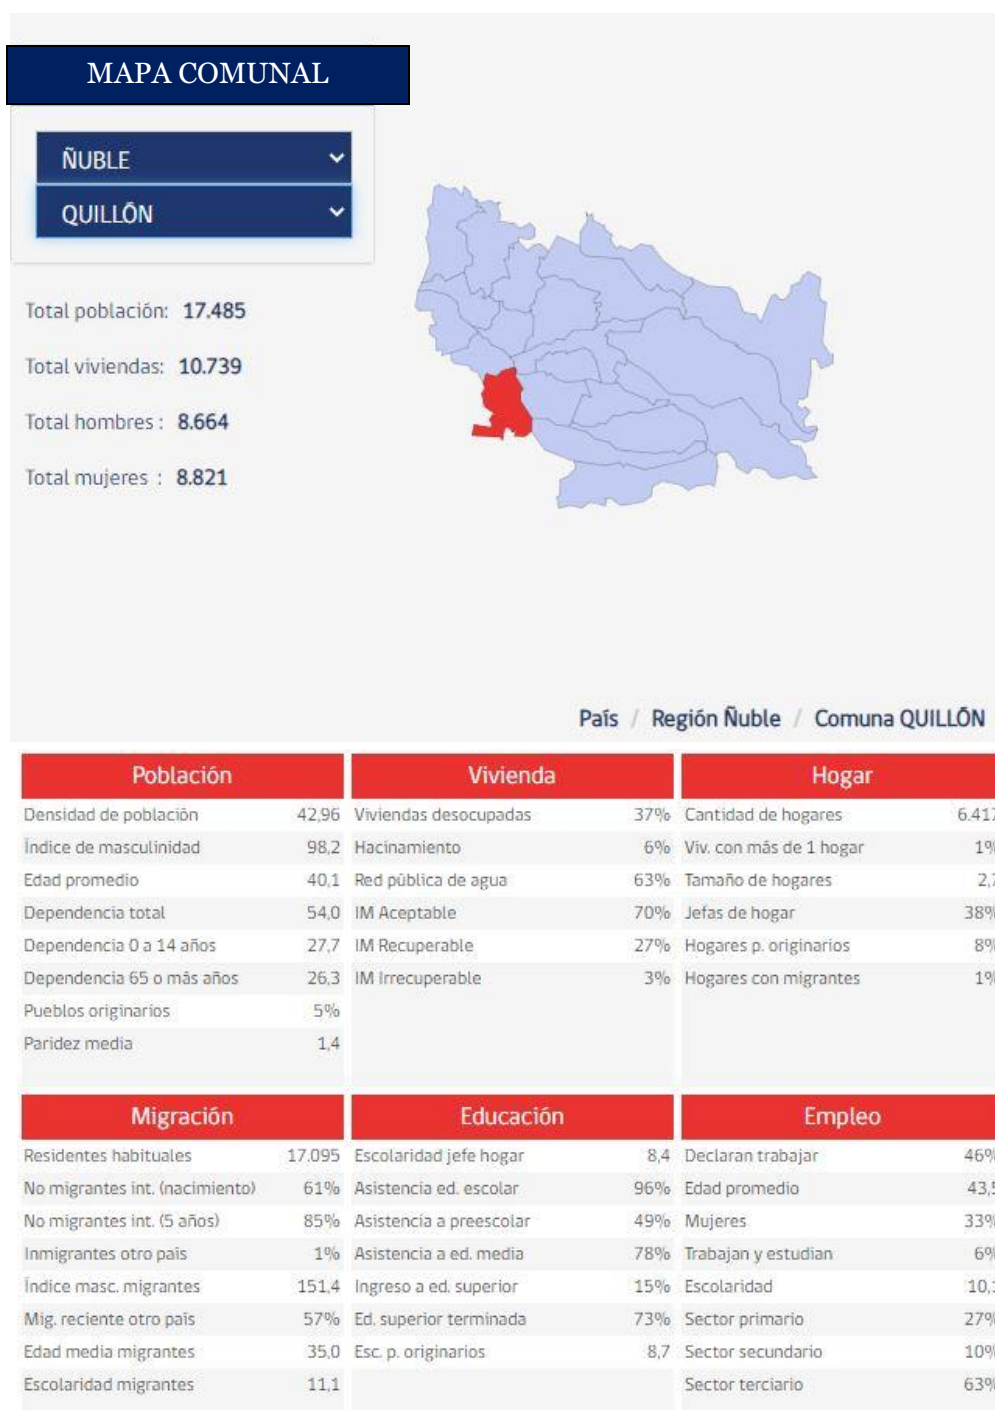 MAPA COMUNAL
ÑUBLE
QUILLÓN
Total población: 17.485
Total viviendas: 10.739
Total hombres : 8.664
Total mujeres : 8.821
País / Región Ñuble / Comuna QUILLÓN
Población
Densidad de población 42,96
Índice de masculinidad 98,2
Edad promedio 40,1
Dependencia total 54,0
Dependencia 0 a 14 años 27,7
Dependencia 65 o más años 26,3
Pueblos originarios 5%
Paridez media 1,4
Vivienda
Viviendas desocupadas 37%
Hacinamiento 6%
Red pública de agua 63%
IM Aceptable 70%
IM Recuperable 27%
IM Irrecuperable 3%
Hogar
Cantidad de hogares 6.417
Viv. con más de 1 hogar 1%
Tamaño de hogares 2,7
Jefas de hogar 38%
Hogares p. originarios 8%
Hogares con migrantes 1%
Migración
Residentes habituales 17.095
No migrantes int. (nacimiento) 61%
No migrantes int. (5 años) 85%
Inmigrantes otro país 1%
Índice masc. migrantes 151,4
Mig. reciente otro país 57%
Edad media migrantes 35,0
Escolaridad migrantes 11,1
Educación
Escolaridad jefe hogar 8,4
Asistencia ed. escolar 96%
Asistencia a preescolar 49%
Asistencia a ed. media 78%
Ingreso a ed. superior 15%
Ed. superior terminada 73%
Esc. p. originarios 8,7
Empleo
Declaran trabajar 46%
Edad promedio 43,5
Mujeres 33%
Trabajan y estudian 6%
Escolaridad 10,
Sector primario 27%
Sector secundario 10%
Sector terciario 63%